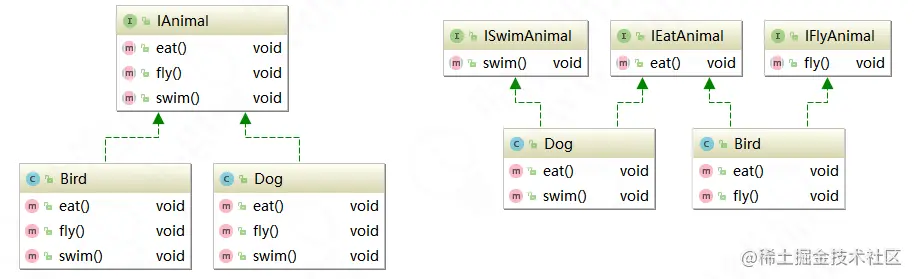 IAnimal
eat() void
fly() void
swim() void
Bird
eat() void
fly() void
swim() void
Dog
eat() void
fly() void
swim() void
ISwimAnimal
swim() void
IEatAnimal
eat() void
IFlyAnimal
fly() void
Dog
eat() void
swim() void
Bird
eat() void
fly() void
@稀土掘金技术社区